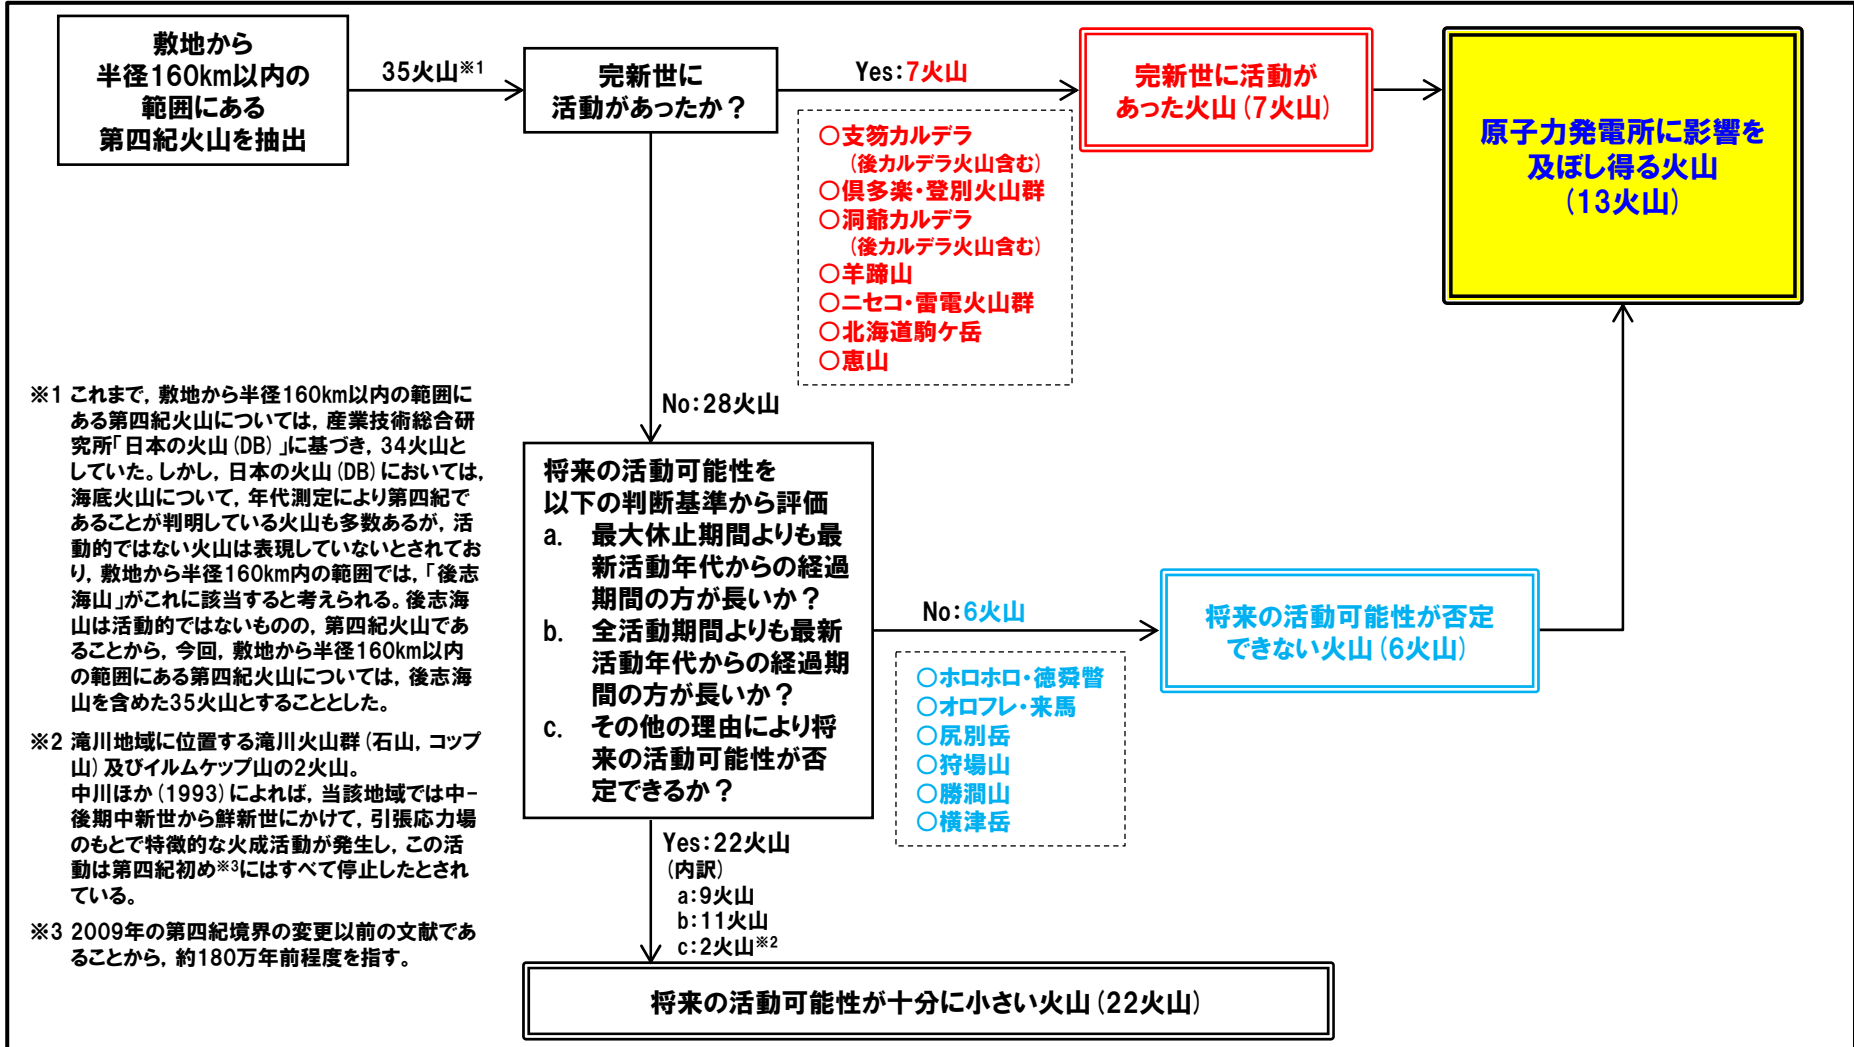 敷地から
半径160km以内の
範囲にある
第四紀火山を抽出
35火山※1
完新世に
活動があったか？
Yes：7火山
完新世に活動が
あった火山（7火山）
原子力発電所に影響を
及ぼし得る火山
（13火山）
○支笏カルデラ
（後カルデラ火山含む）
○倶多楽・登別火山群
○洞爺カルデラ
（後カルデラ火山含む）
○羊蹄山
○ニセコ・雷電火山群
○北海道駒ケ岳
○恵山
No：28火山
将来の活動可能性を
以下の判断基準から評価
a. 最大休止期間よりも最
新活動年代からの経過
期間の方が長いか？
b. 全活動期間よりも最新
活動年代からの経過期
間の方が長いか？
c. その他の理由により将
来の活動可能性が否
定できるか？
No：6火山
将来の活動可能性が否定
できない火山（6火山）
○ホロホロ・徳舜瞥
○オロフレ・来馬
○尻別岳
○狩場山
○勝澗山
○横津岳
Yes：22火山
（内訳）
a：9火山
b：11火山
c：2火山※2
将来の活動可能性が十分に小さい火山（22火山）
※1 これまで，敷地から半径160km以内の範囲に
ある第四紀火山については，産業技術総合研
究所「日本の火山（DB）」に基づき，34火山と
していた。しかし，日本の火山（DB）においては，
海底火山について，年代測定により第四紀で
あることが判明している火山も多数あるが，活
動的ではない火山は表現していないとされてお
り，敷地から半径160km内の範囲では，「後志
海山」がこれに該当すると考えられる。後志海
山は活動的ではないものの，第四紀火山であ
ることから，今回，敷地から半径160km以内
の範囲にある第四紀火山については，後志海
山を含めた35火山とすることとした。
※2 滝川地域に位置する滝川火山群（石山，コップ
山）及びイルムケップ山の2火山。
中川ほか（1993）によれば，当該地域では中-
後期中新世から鮮新世にかけて，引張応力場
のもとで特徴的な火成活動が発生し，この活
動は第四紀初め※3にはすべて停止したとされ
ている。
※3 2009年の第四紀境界の変更以前の文献であ
ることから，約180万年前程度を指す。